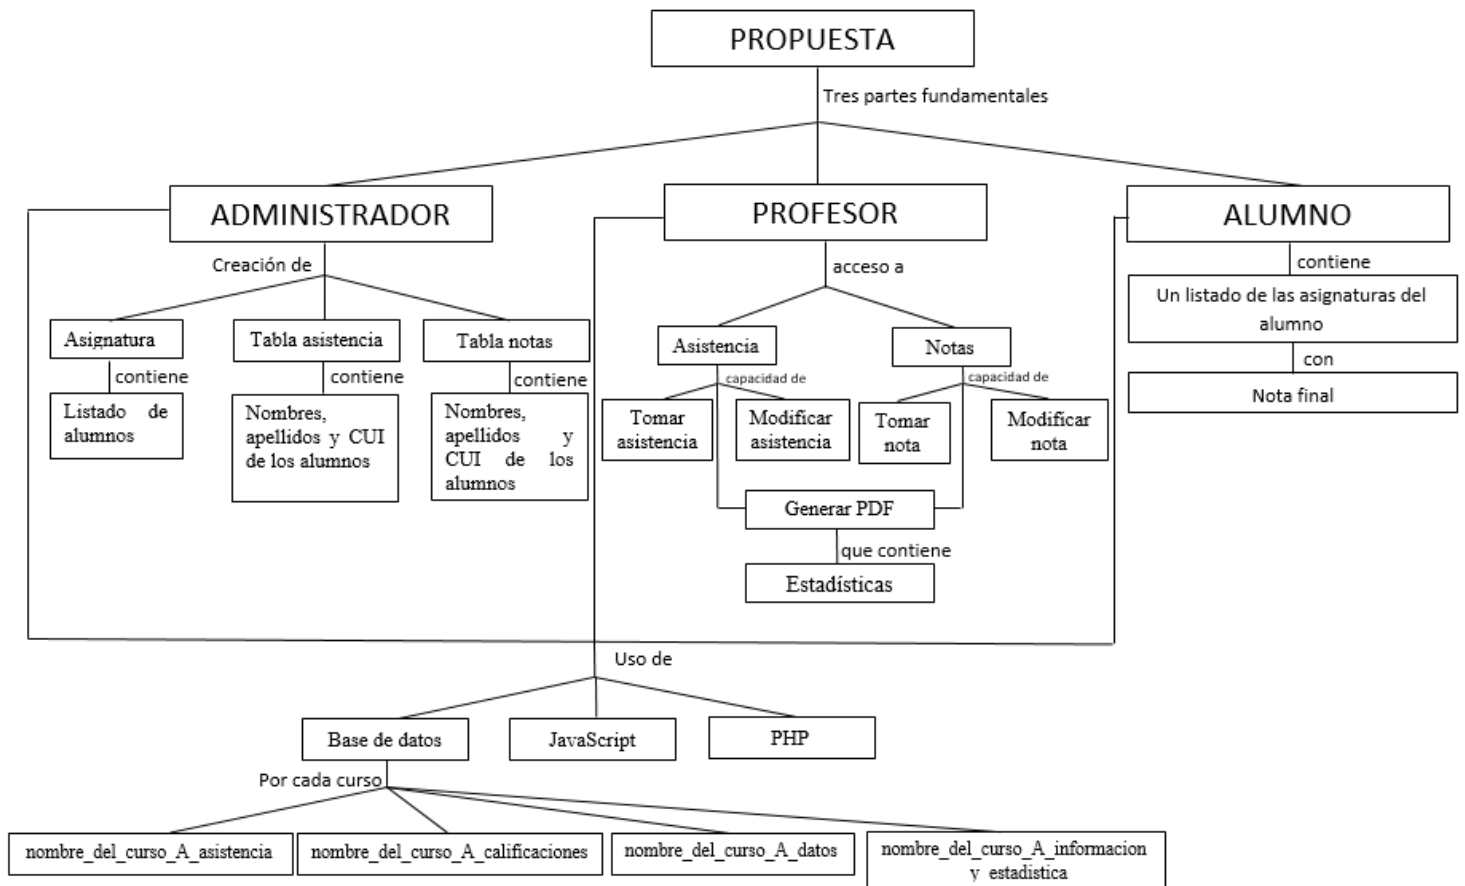 PROPUESTA
Tres partes fundamentales
ADMINISTRADOR
PROFESOR
ALUMNO
Creación de
acceso a
contiene
Asignatura
Tabla asistencia
Tabla notas
Asistencia
Notas
Un listado de las asignaturas del
alumno
contiene
contiene
contiene
capacidad de
capacidad de
con
Listado de
alumnos
Nombres,
apellidos y CUI
de los alumnos
Nombres,
apellidos y
CUI de los
alumnos
Tomar
asistencia
Modificar
asistencia
Tomar
nota
Modificar
nota
Nota final
Generar PDF
que contiene
Estadísticas
Uso de
Base de datos
JavaScript
PHP
Por cada curso
nombre_del_curso_A_asistencia
nombre_del_curso_A_calificaciones
nombre_del_curso_A_datos
nombre_del_curso_A_informacion
y_estadistica